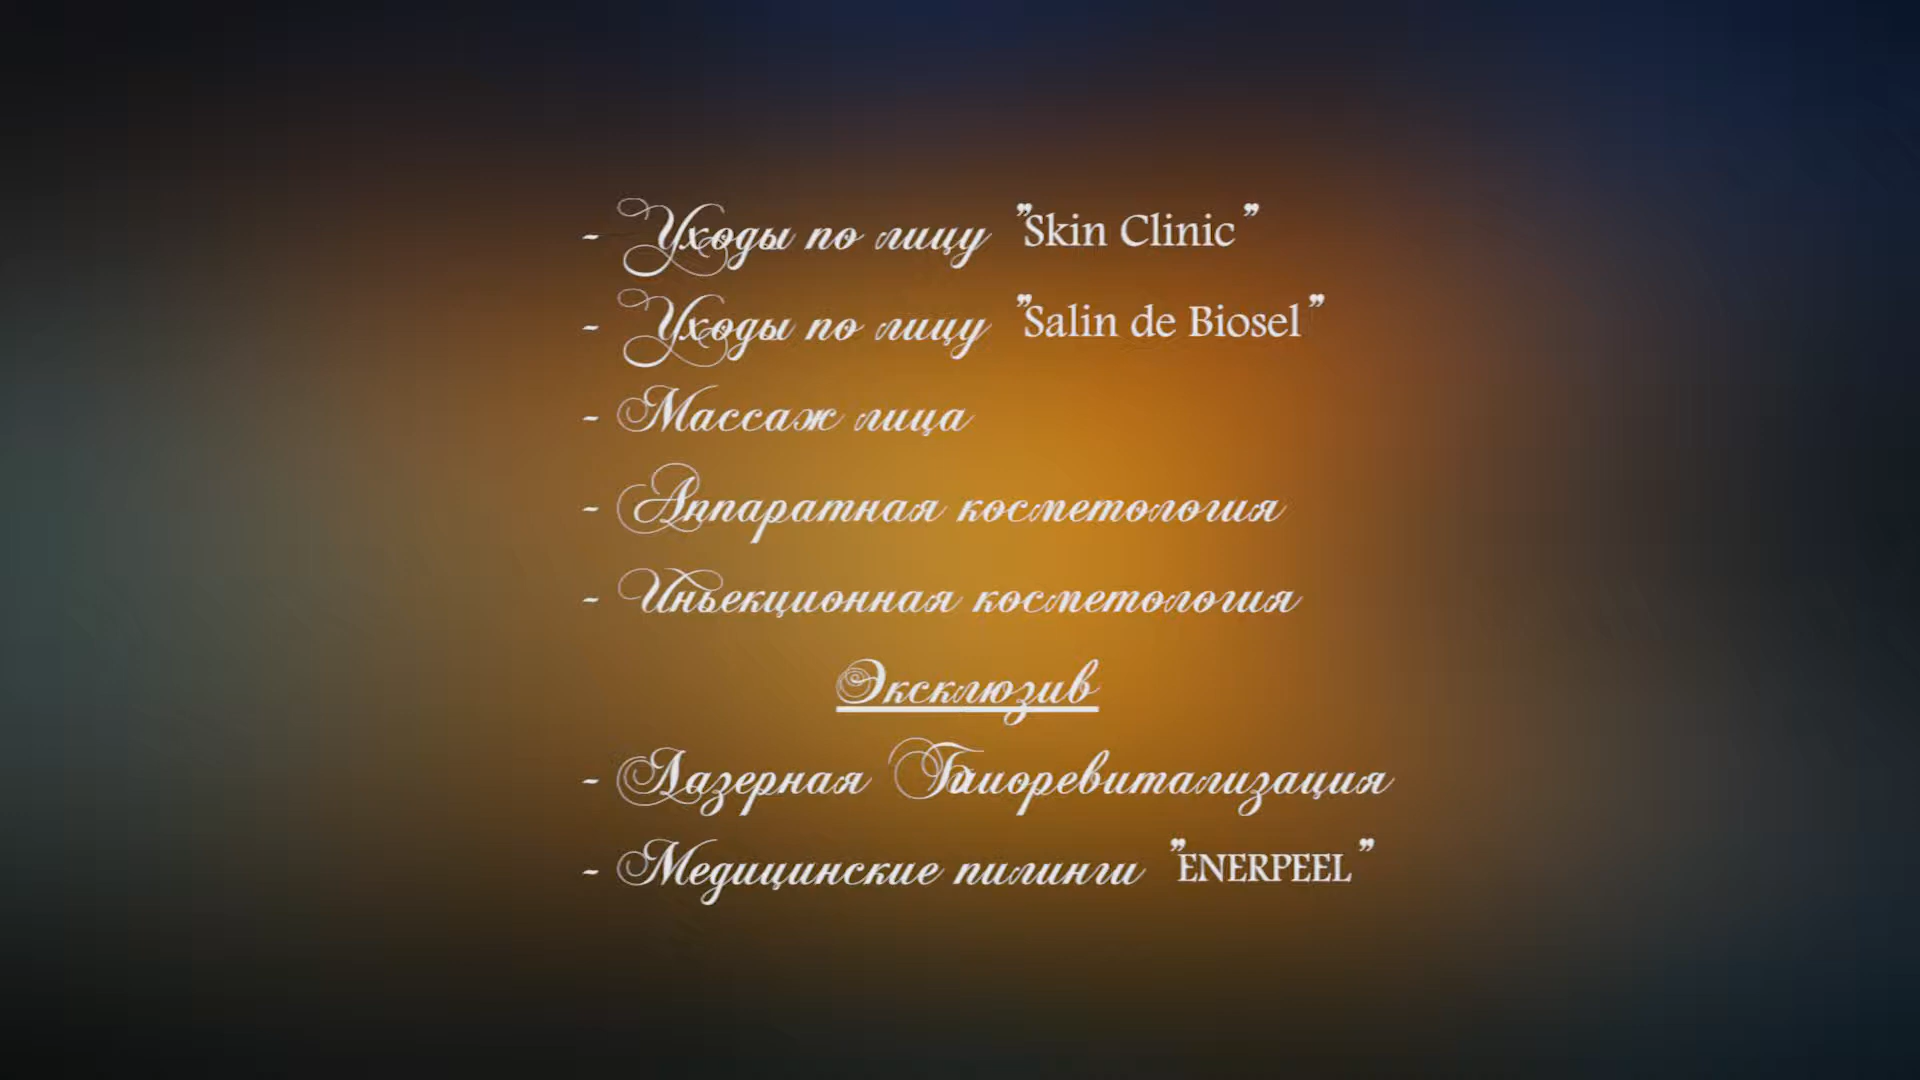 - Уходы по лицу "Skin Clinic"
- Уходы по лицу "Salin de Biosel"
- Массаж лица
- Аппаратная косметология
- Иньекционная косметология
Эксклюзив
- Лазерная Биоревитализация
- Медицинские пилинги "ENERPEEL"